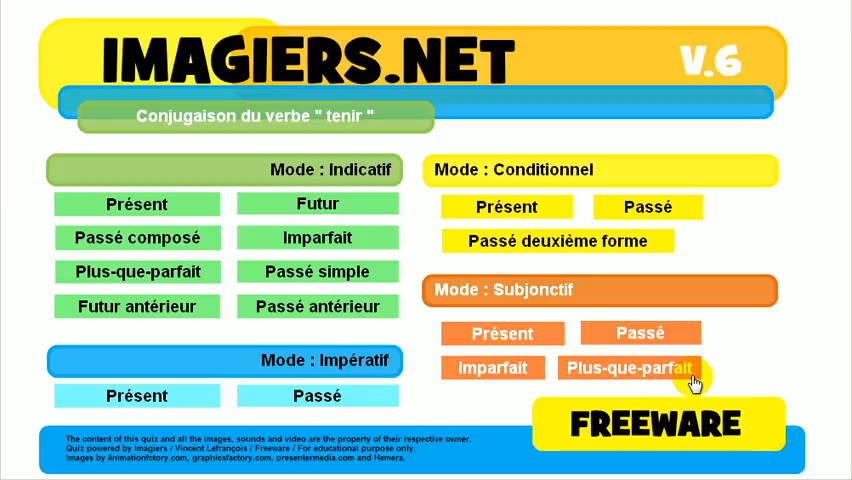 IMAGIERS.NET
V.6
Conjugaison du verbe " tenir "
Mode : Indicatif
Présent
Futur
Passé composé
Imparfait
Plus-que-parfait
Passé simple
Futur antérieur
Passé antérieur
Mode : Impératif
Présent
Passé
Mode : Conditionnel
Présent
Passé
Passé deuxième forme
Mode : Subjonctif
Présent
Passé
Imparfait
Plus-que-parfait
FREEWARE
The content of this quiz and all the images, sounds and video are the property of their respective owner.
Quiz powered by Imagiers / Vincent Lefrançois / Freeware / For educational purpose only.
Images by Animationfctory.com, graphicsfactory.com, presentermedia.com and Hemera.